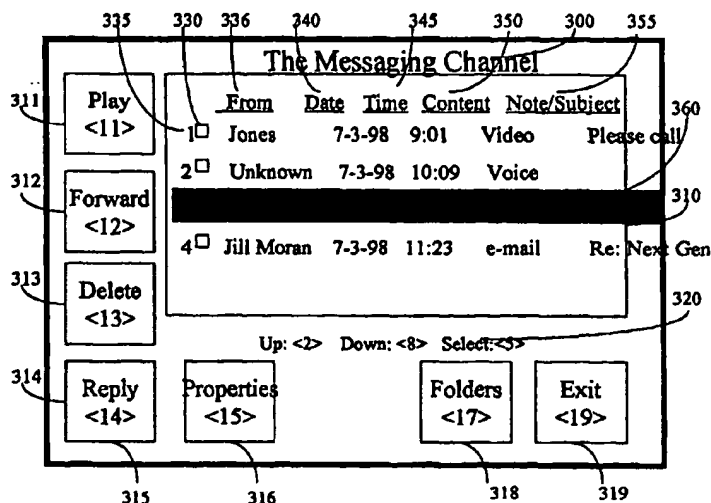 335 330 336 340 345 350 300 355
The Messaging Channel
From Date Time Content Note/Subject
1 Jones 7-3-98 9:01 Video Please call
2 Unknown 7-3-98 10:09 Voice
4 Jill Moran 7-3-98 11:23 e-mail Re: Next Gen
Up: <2> Down: <8> Select:<5>
311 Play
<11>
312 Forward
<12>
313 Delete
<13>
314 Reply
<14>
Properties
<15>
Folders
<17>
Exit
<19>
360
310
320
315 316 318 319